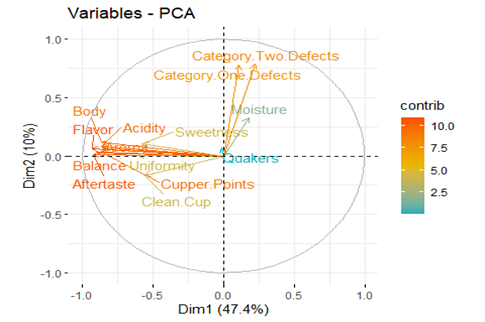 Variables - PCA
1.0
0.5
0.0
-0.5
-1.0
Dim2 (10%)
Category.Two.Defects
Category.One.Defects
Moisture
Body
Flavor
Acidity
Sweetness
Aroma
Quakers
Balance
Uniformity
Aftertaste
Cupper.Points
Clean.Cup
-1.0 -0.5 0.0 0.5 1.0
Dim1 (47.4%)
contrib
10.0
7.5
5.0
2.5